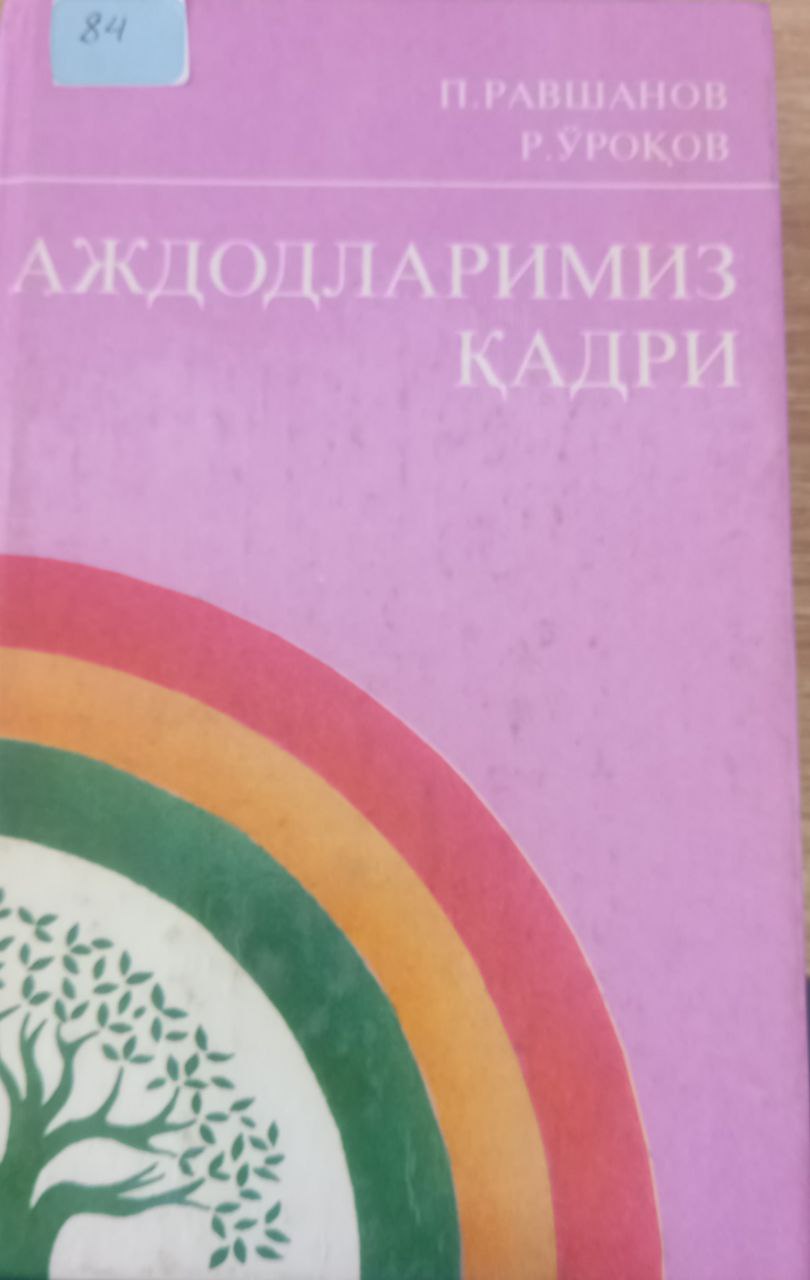 84
П.РАВШАНОВ
Р.ЎРОҚОВ
АЖДОДЛАРИМИЗ
ҚАДРИ